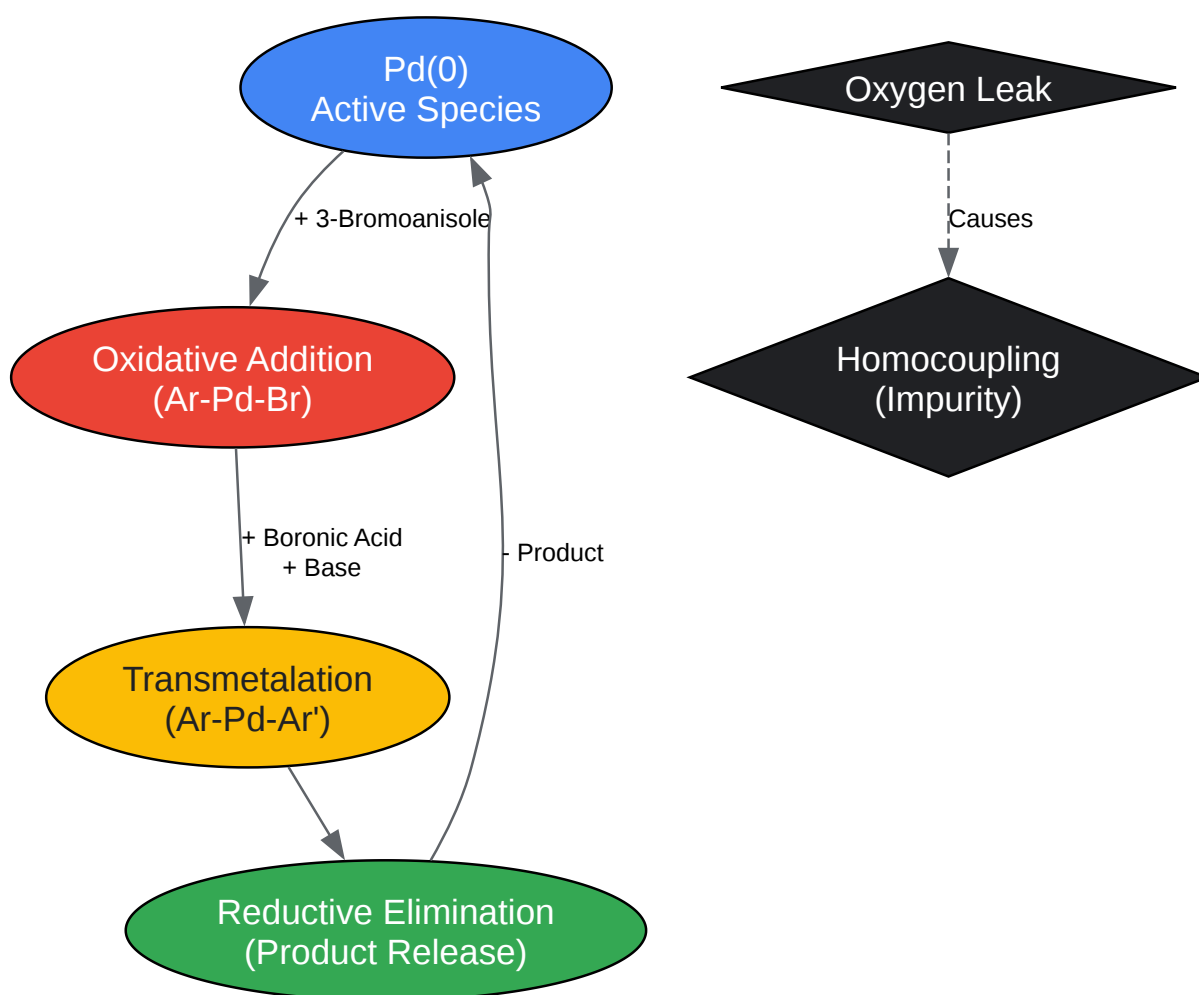 Pd(0)
Active Species
Oxygen Leak
+ 3-Bromoanisole
Causes
Oxidative Addition
(Ar-Pd-Br)
Homocoupling
(Impurity)
+ Boronic Acid
+ Base
- Product
Transmetalation
(Ar-Pd-Ar')
Reductive Elimination
(Product Release)